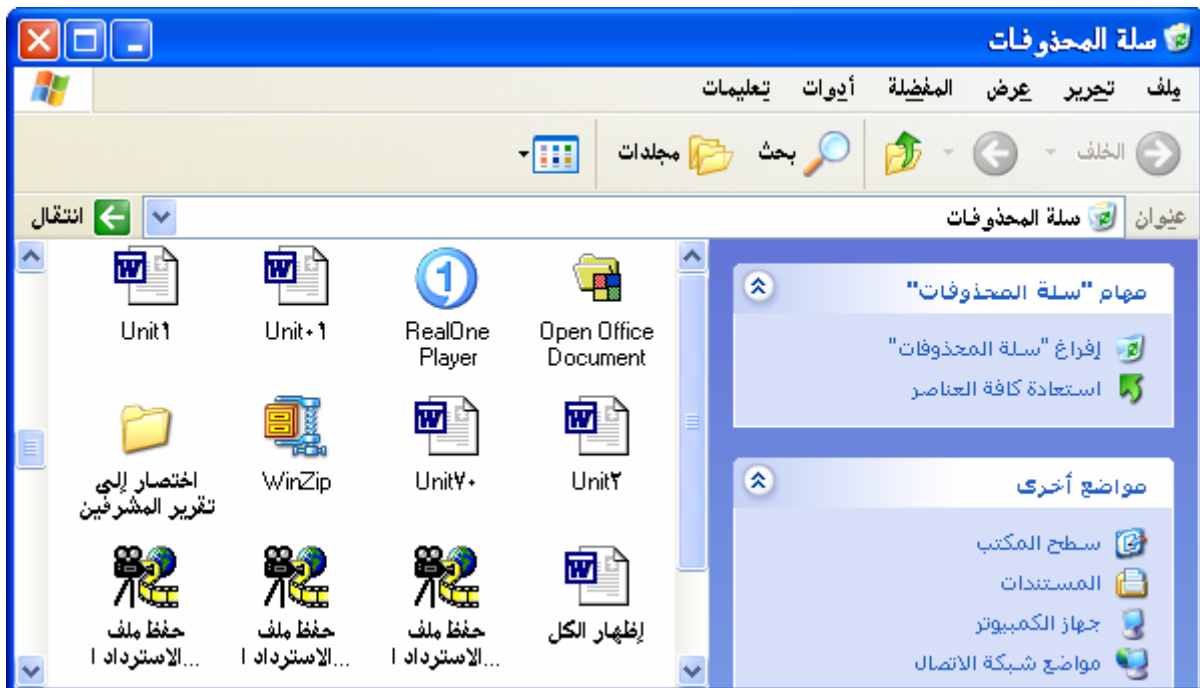 سلة المحذوفات
ملف تحرير عرض المفضلة أدوات تعليمات
الخلف بحث مجلدات
عنوان سلة المحذوفات انتقال
مهام "سلة المحذوفات"
إفراغ "سلة المحذوفات"
استعادة كافة العناصر
مواضع أخرى
سطح المكتب
المستندات
جهاز الكمبيوتر
مواضع شبكة الاتصال
Open Office
Document
RealOne
Player
Unit٠١
Unit١
Unit٢
Unit٧٠
WinZip
اختصار إلى
تقرير المشرفين
إظهار الكل
حفظ ملف
الاسترداد ا...
حفظ ملف
الاسترداد ا...
حفظ ملف
الاسترداد ا...